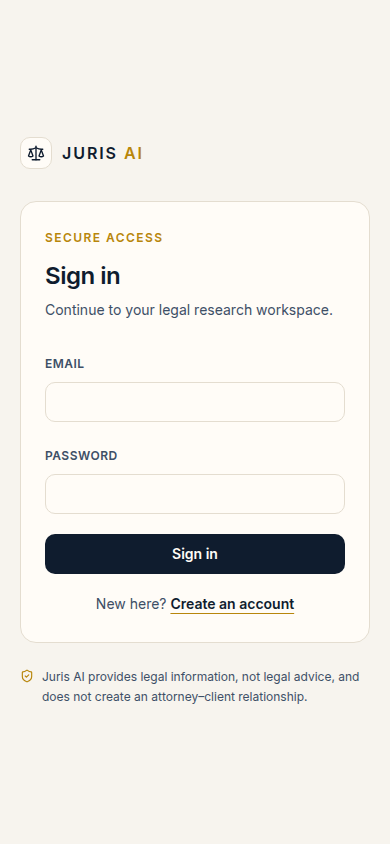 JURIS AI
SECURE ACCESS
Sign in
Continue to your legal research workspace.
EMAIL
PASSWORD
Sign in
New here? Create an account
Juris AI provides legal information, not legal advice, and
does not create an attorney–client relationship.